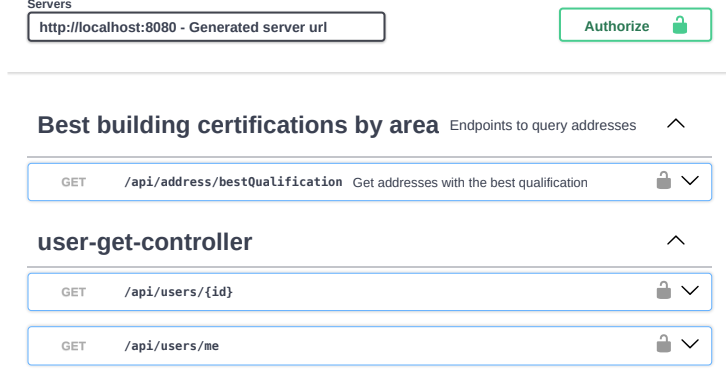 Servers
http://localhost:8080 - Generated server url
Authorize
Best building certifications by area Endpoints to query addresses
GET /api/address/bestQualification Get addresses with the best qualification
user-get-controller
GET /api/users/{id}
GET /api/users/me